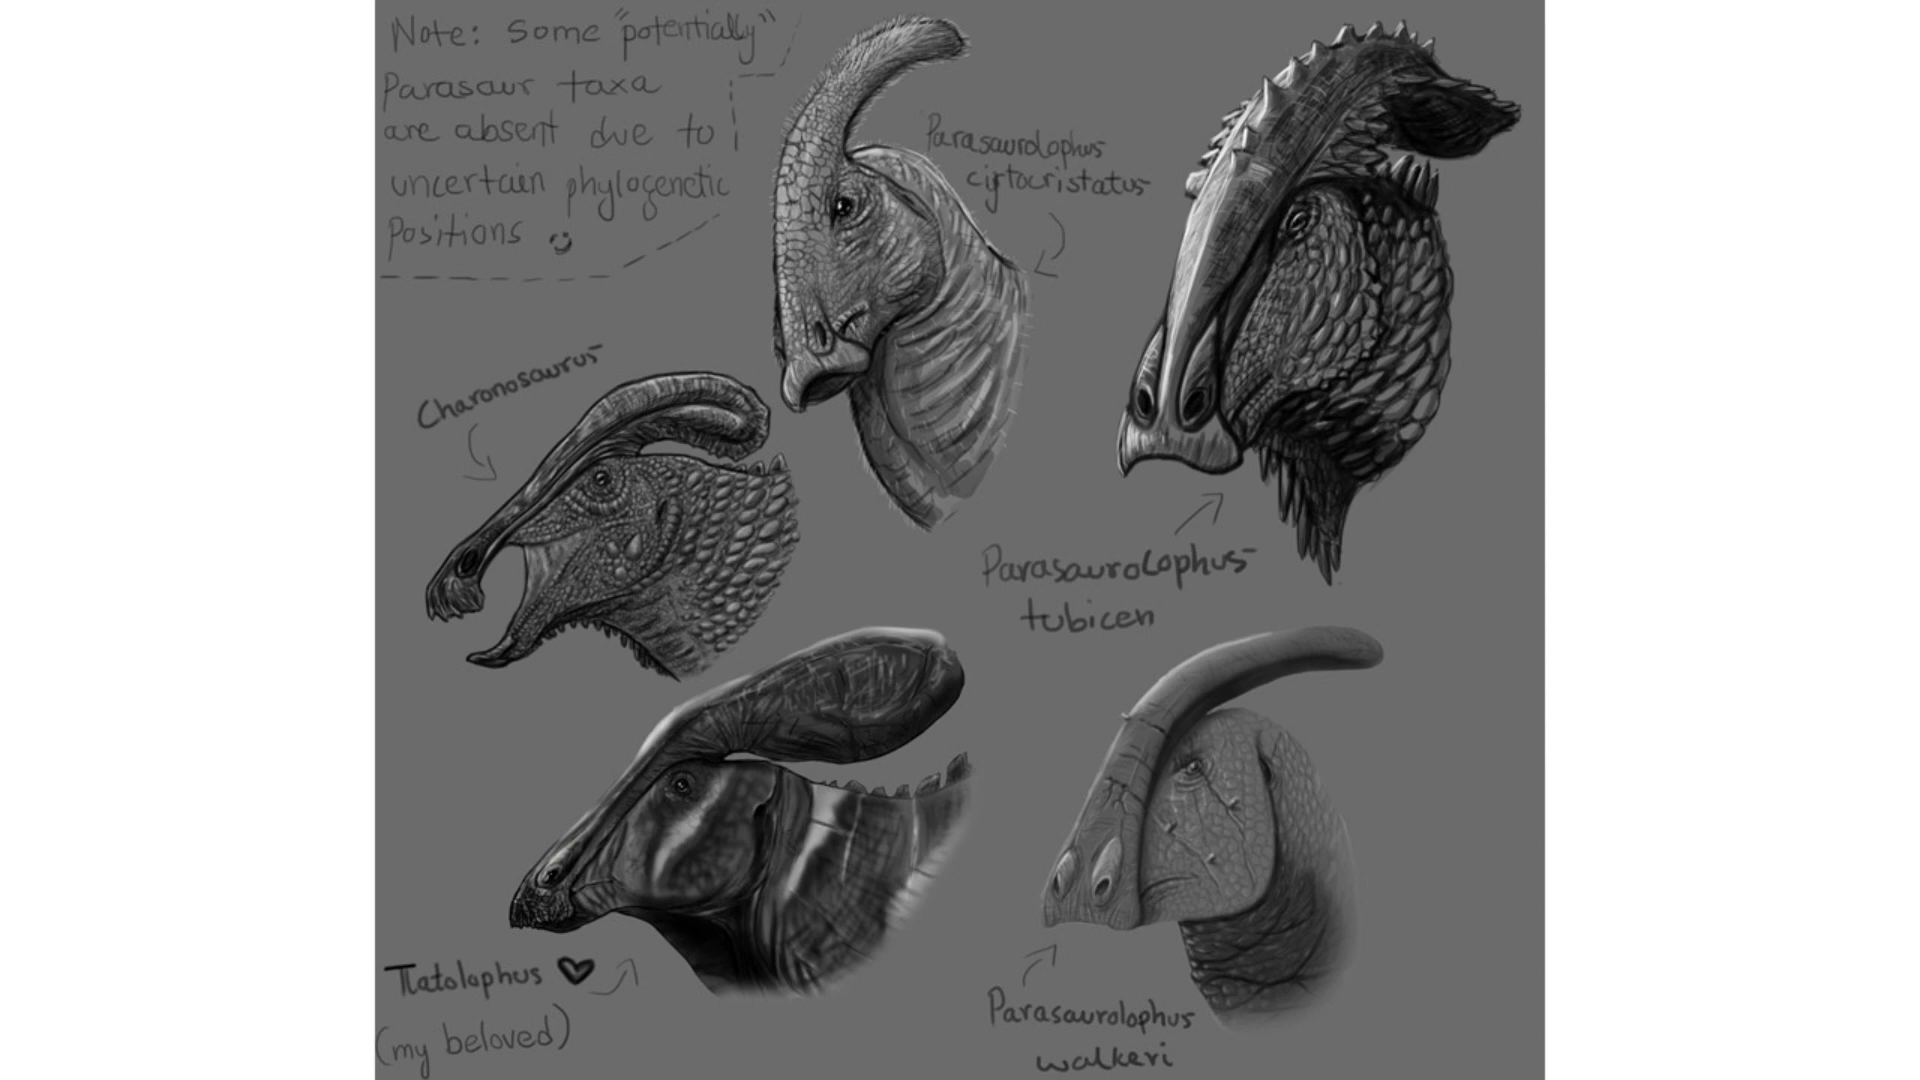 Note: Some "potentially"
Parasaur taxa
are absent due to
uncertain phylogenetic
Positions
Parasaurolophus
cirtocristatus
Charonosaurus
Parasaurolophus
tubicen
Tlatolophus
(my beloved)
Parasaurolophus
walkeri